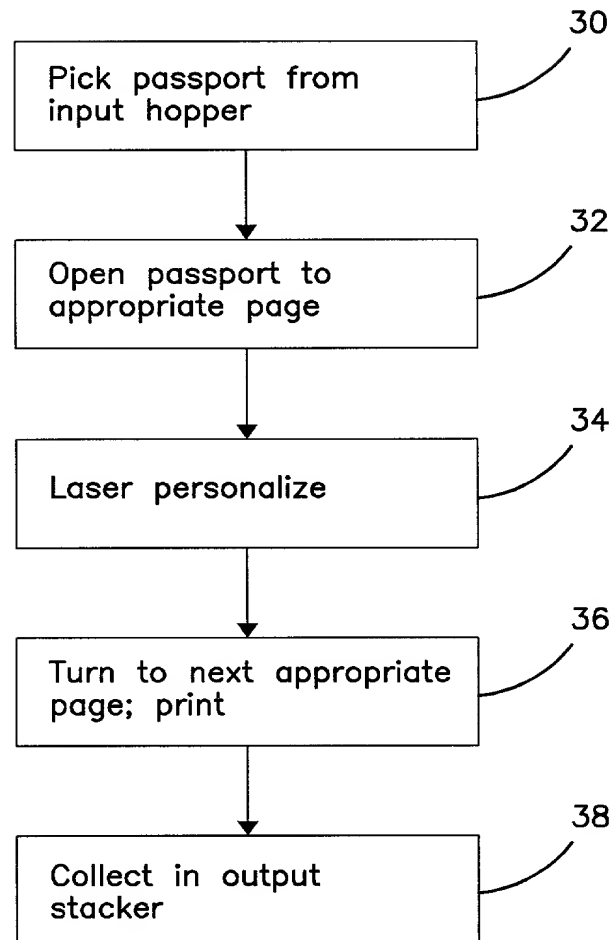 30
Pick passport from
input hopper
32
Open passport to
appropriate page
34
Laser personalize
36
Turn to next appropriate
page; print
38
Collect in output
stacker